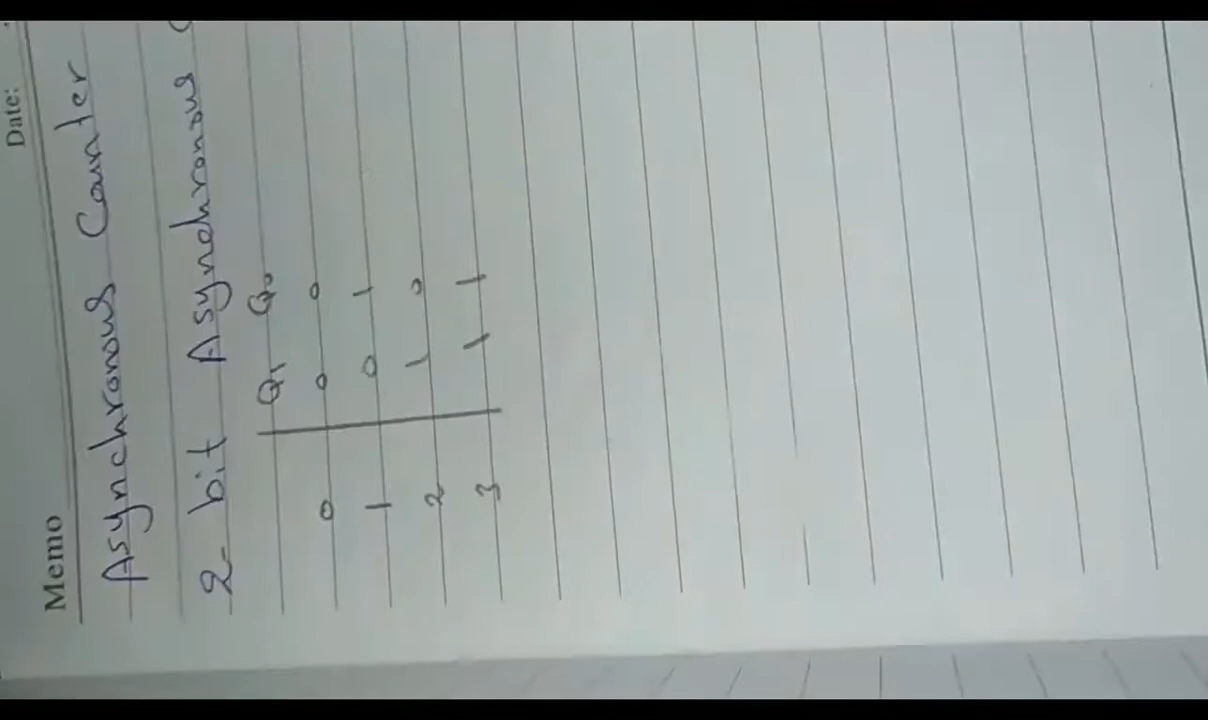 Memo
Date:
Asynchronous Counter
2- bit Asynchronous
Q1 Q0
0 0 0
1 0 1
2 1 0
3 1 1